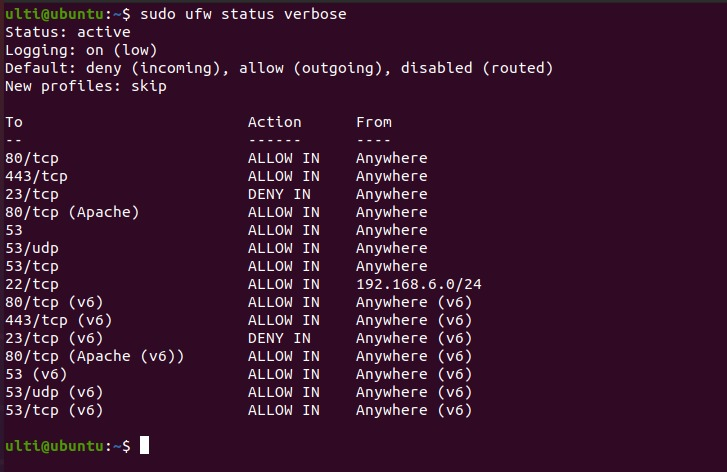 ulti@ubuntu:~$ sudo ufw status verbose
Status: active
Logging: on (low)
Default: deny (incoming), allow (outgoing), disabled (routed)
New profiles: skip

To                         Action      From
--                         ------      ----
80/tcp                     ALLOW IN    Anywhere
443/tcp                    ALLOW IN    Anywhere
23/tcp                     DENY IN     Anywhere
80/tcp (Apache)            ALLOW IN    Anywhere
53                         ALLOW IN    Anywhere
53/udp                     ALLOW IN    Anywhere
53/tcp                     ALLOW IN    Anywhere
22/tcp                     ALLOW IN    192.168.6.0/24
80/tcp (v6)                ALLOW IN    Anywhere (v6)
443/tcp (v6)               ALLOW IN    Anywhere (v6)
23/tcp (v6)                DENY IN     Anywhere (v6)
80/tcp (Apache (v6))       ALLOW IN    Anywhere (v6)
53 (v6)                    ALLOW IN    Anywhere (v6)
53/udp (v6)                ALLOW IN    Anywhere (v6)
53/tcp (v6)                ALLOW IN    Anywhere (v6)

ulti@ubuntu:~$